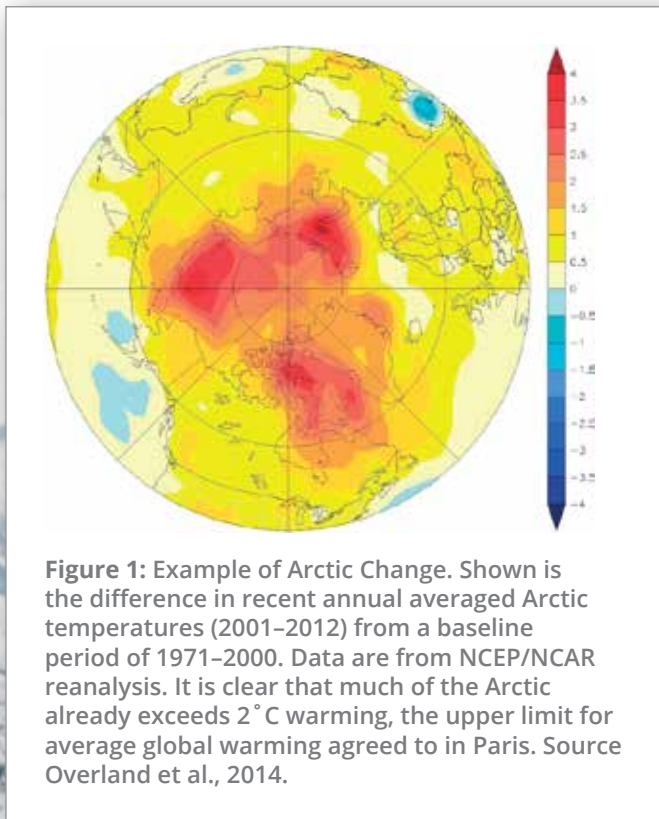 4
3.5
3
2.5
2
1.5
1
0.5
0
-0.5
-1
-1.5
-2
-2.5
-3
-3.5
-4
Figure 1: Example of Arctic Change. Shown is
the difference in recent annual averaged Arctic
temperatures (2001–2012) from a baseline
period of 1971–2000. Data are from NCEP/NCAR
reanalysis. It is clear that much of the Arctic
already exceeds 2˚C warming, the upper limit for
average global warming agreed to in Paris. Source
Overland et al., 2014.